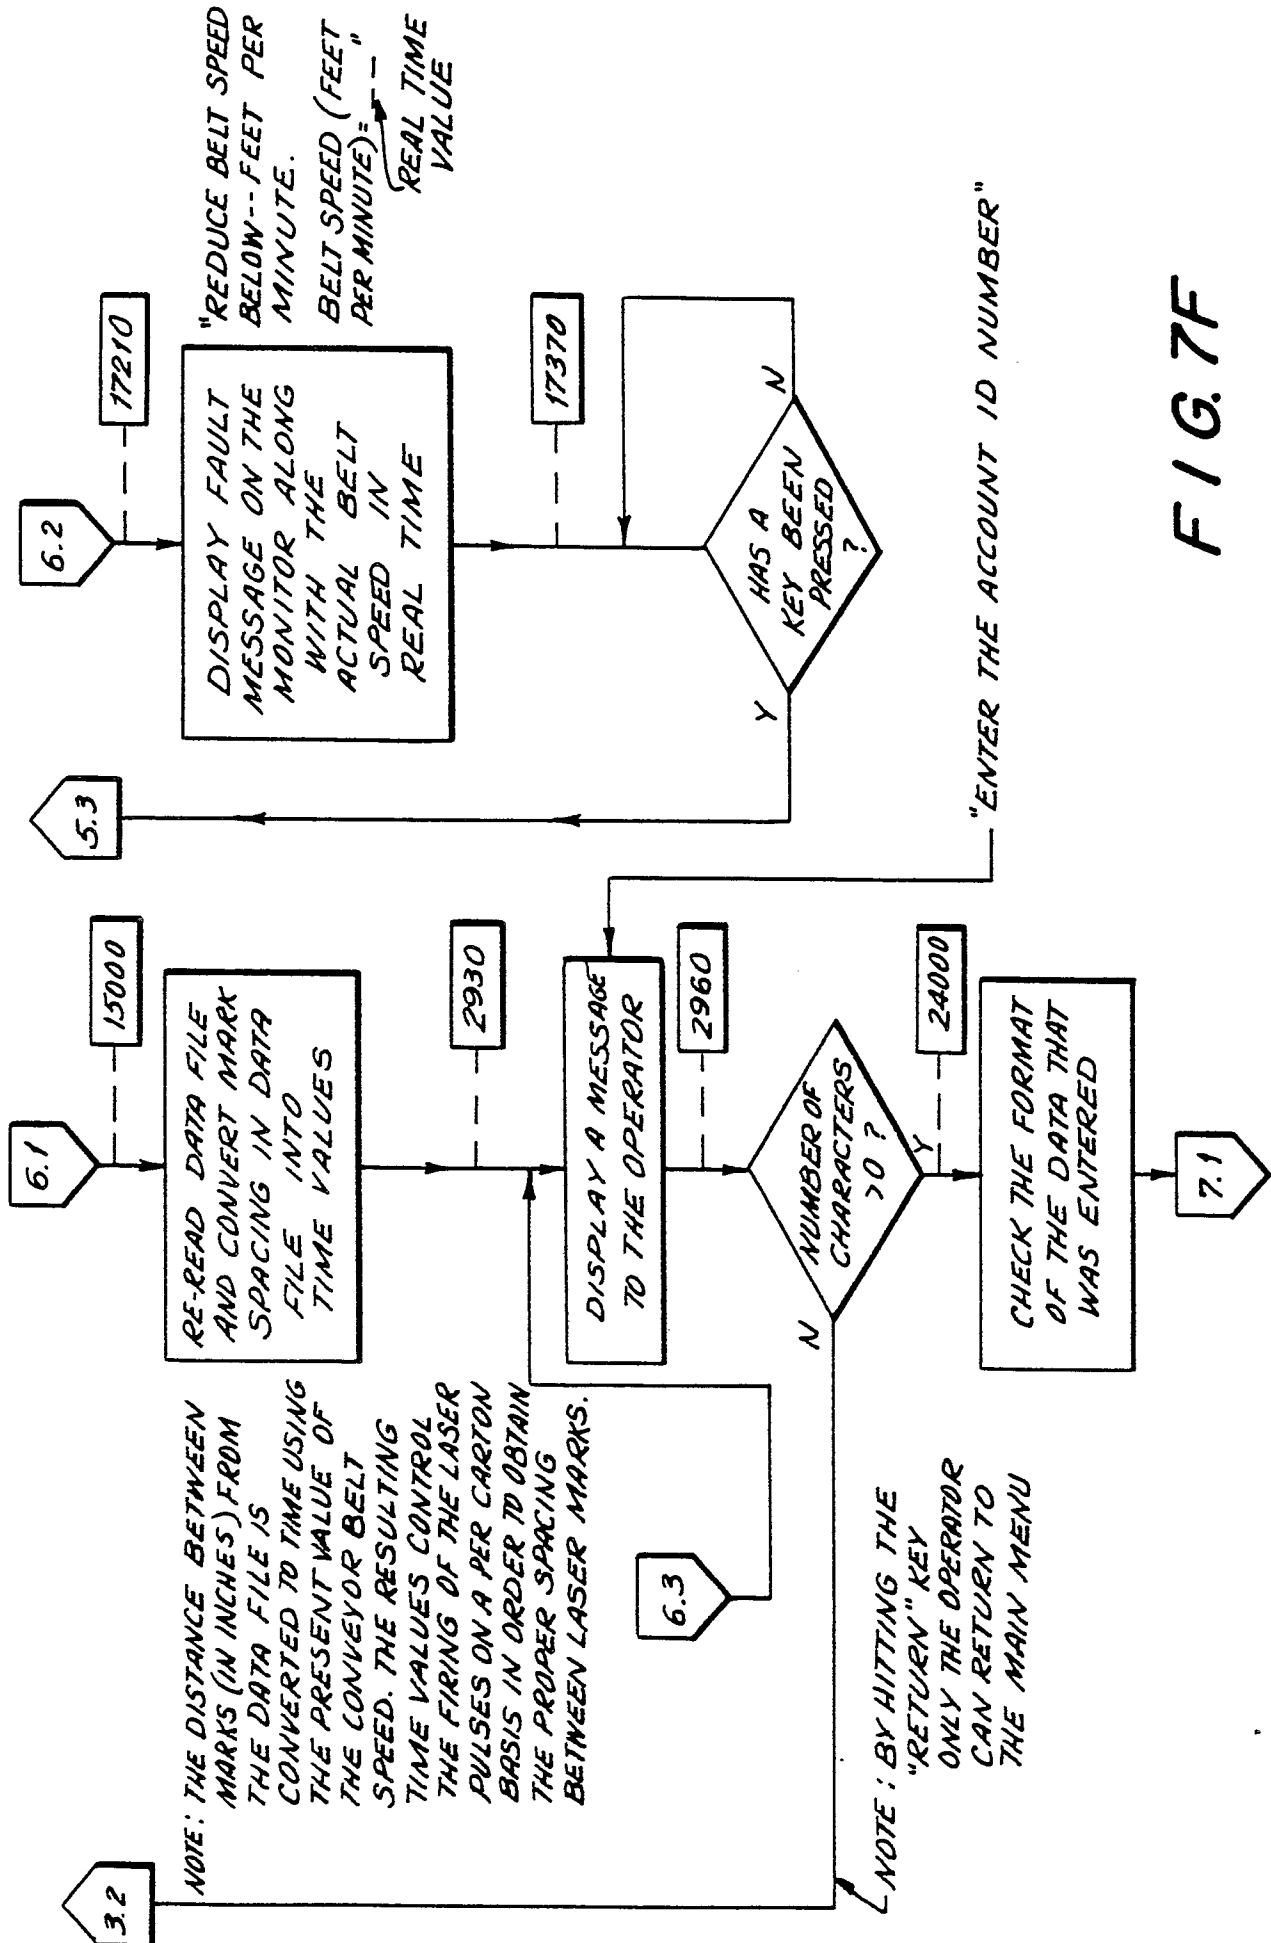 3.2
NOTE: THE DISTANCE BETWEEN
MARKS (IN INCHES) FROM
THE DATA FILE IS
CONVERTED TO TIME USING
THE PRESENT VALUE OF
THE CONVEYOR BELT
SPEED. THE RESULTING
TIME VALUES CONTROL
THE FIRING OF THE LASER
PULSES ON A PER CARTON
BASIS IN ORDER TO OBTAIN
THE PROPER SPACING
BETWEEN LASER MARKS.
6.3
NOTE: BY HITTING THE
"RETURN" KEY
ONLY THE OPERATOR
CAN RETURN TO
THE MAIN MENU
6.1
15000
RE-READ DATA FILE
AND CONVERT MARK
SPACING IN DATA
FILE INTO
TIME VALUES
2930
DISPLAY A MESSAGE
TO THE OPERATOR
2960
NUMBER OF
CHARACTERS
>0 ?
N
Y
24000
CHECK THE FORMAT
OF THE DATA THAT
WAS ENTERED
7.1
5.3
"ENTER THE ACCOUNT ID NUMBER"
6.2
17210
DISPLAY FAULT
MESSAGE ON THE
MONITOR ALONG
WITH THE
ACTUAL BELT
SPEED IN
REAL TIME
17370
HAS A
KEY BEEN
PRESSED
?
Y
N
"REDUCE BELT SPEED
BELOW -- FEET PER
MINUTE.
BELT SPEED (FEET
PER MINUTE)= --- "
REAL TIME
VALUE
FIG. 7F